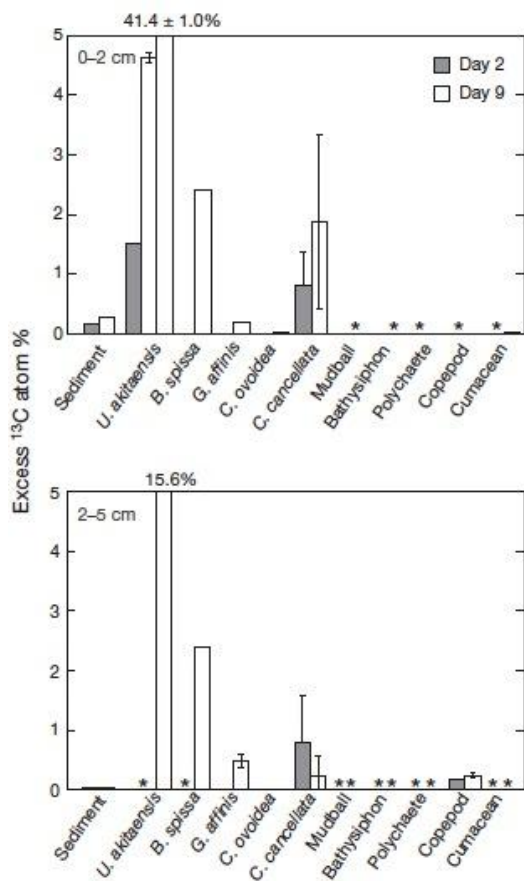 41.4 ± 1.0%
0–2 cm
Day 2
Day 9
5
4
3
2
1
0
Sediment
U. akitaensis
B. spissa
G. affinis
C. ovoidea
C. cancellata
Mudball
Bathysiphon
Polychaete
Copepod
Cumacean
* * * * *
Excess ¹³C atom %
15.6%
2–5 cm
5
4
3
2
1
0
* * ** ** ** **
Sediment
U. akitaensis
B. spissa
G. affinis
C. ovoidea
C. cancellata
Mudball
Bathysiphon
Polychaete
Copepod
Cumacean